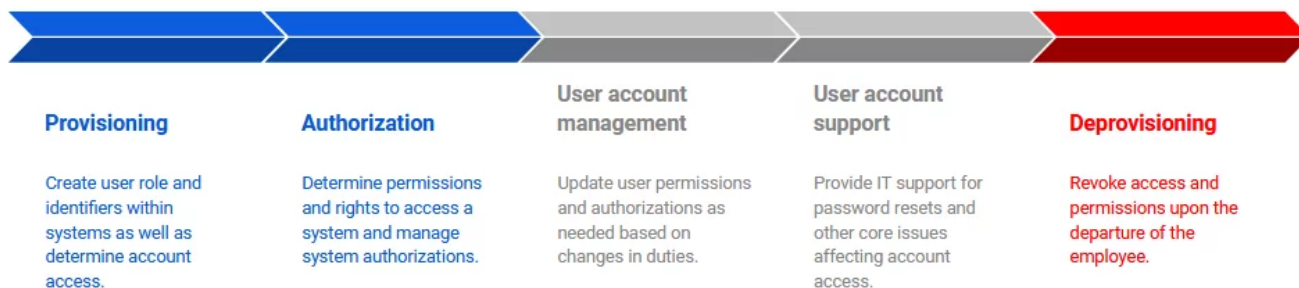 Provisioning
Create user role and
identifiers within
systems as well as
determine account
access.
Authorization
Determine permissions
and rights to access a
system and manage
system authorizations.
User account
management
Update user permissions
and authorizations as
needed based on
changes in duties.
User account
support
Provide IT support for
password resets and
other core issues
affecting account
access.
Deprovisioning
Revoke access and
permissions upon the
departure of the
employee.